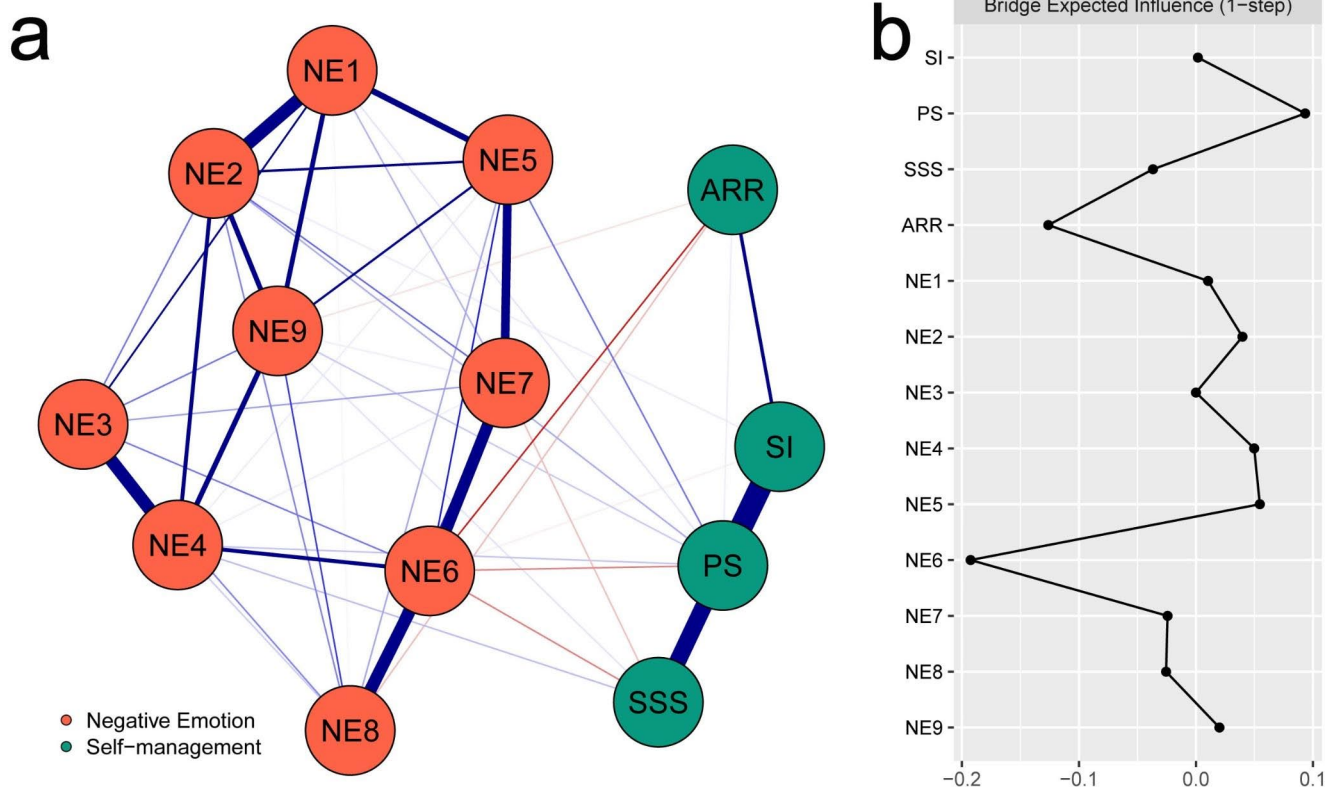 a
NE1
NE2
NE5
ARR
NE9
NE7
NE3
SI
NE4
NE6
PS
SSS
NE8
Negative Emotion
Self−management
b
Bridge Expected Influence (1−step)
SI
PS
SSS
ARR
NE1
NE2
NE3
NE4
NE5
NE6
NE7
NE8
NE9
−0.2 −0.1 0.0 0.1